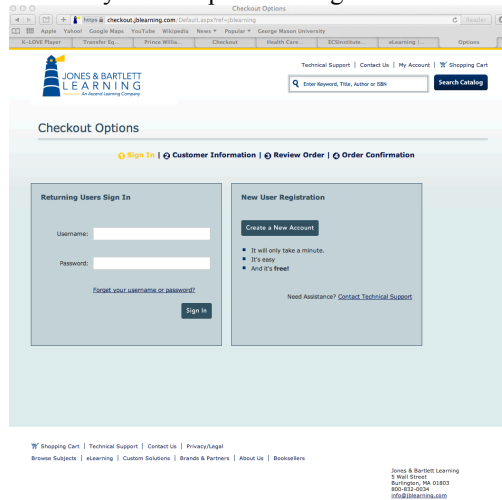 Checkout Options
https checkout.jblearning.com/Default.aspx?ref=jblearning
Reader
Apple Yahoo! Google Maps YouTube Wikipedia News Popular George Mason University
K-LOVE Player Transfer Eq... Prince Willia... Checkout Health Care... ECSInstitute... eLearning |... Options
Technical Support | Contact Us | My Account | Shopping Cart
JONES & BARTLETT
LEARNING
An Ascend Learning Company
Enter Keyword, Title, Author or ISBN
Search Catalog
Checkout Options
1 Sign In | 2 Customer Information | 3 Review Order | 4 Order Confirmation
Returning Users Sign In
Username:
Password:
Forget your username or password?
Sign In
New User Registration
Create a New Account
It will only take a minute.
It's easy
And it's free!
Need Assistance? Contact Technical Support
Shopping Cart | Technical Support | Contact Us | Privacy/Legal
Browse Subjects | eLearning | Custom Solutions | Brands & Partners | About Us | Booksellers
Jones & Bartlett Learning
5 Wall Street
Burlington, MA 01803
800-832-0034
info@jblearning.com